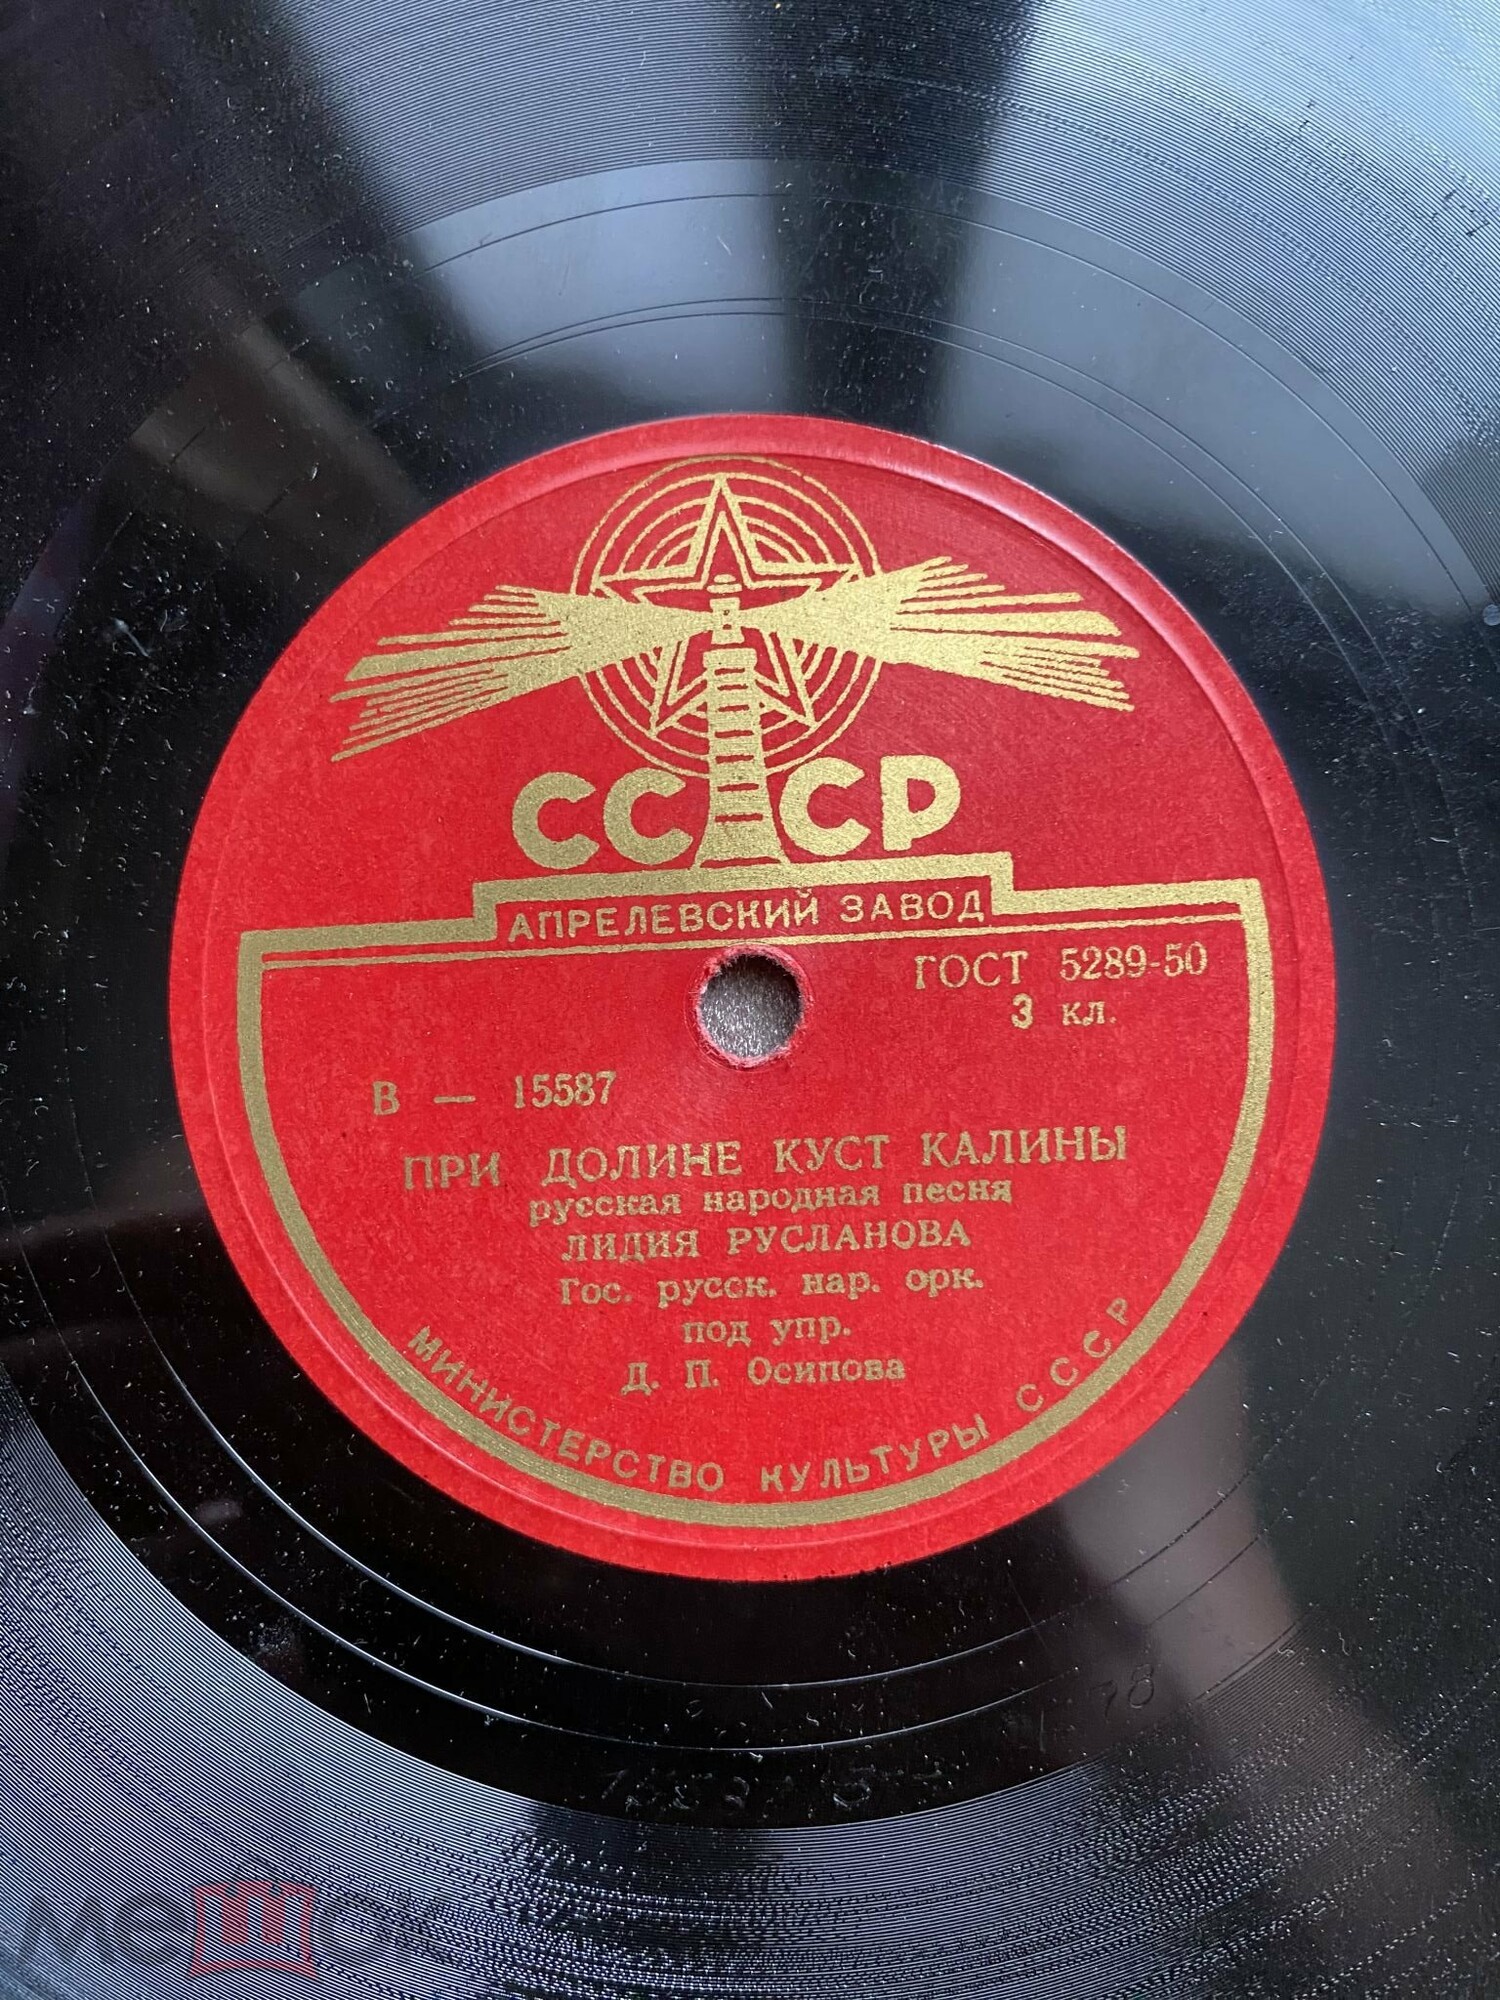 СССР
АПРЕЛЕВСКИЙ ЗАВОД
ГОСТ 5289-50
3 кл.
В — 15587
ПРИ ДОЛИНЕ КУСТ КАЛИНЫ
русская народная песня
ЛИДИЯ РУСЛАНОВА
Гос. русск. нар. орк.
под упр.
Д. П. Осипова
МИНИСТЕРСТВО КУЛЬТУРЫ СССР
78